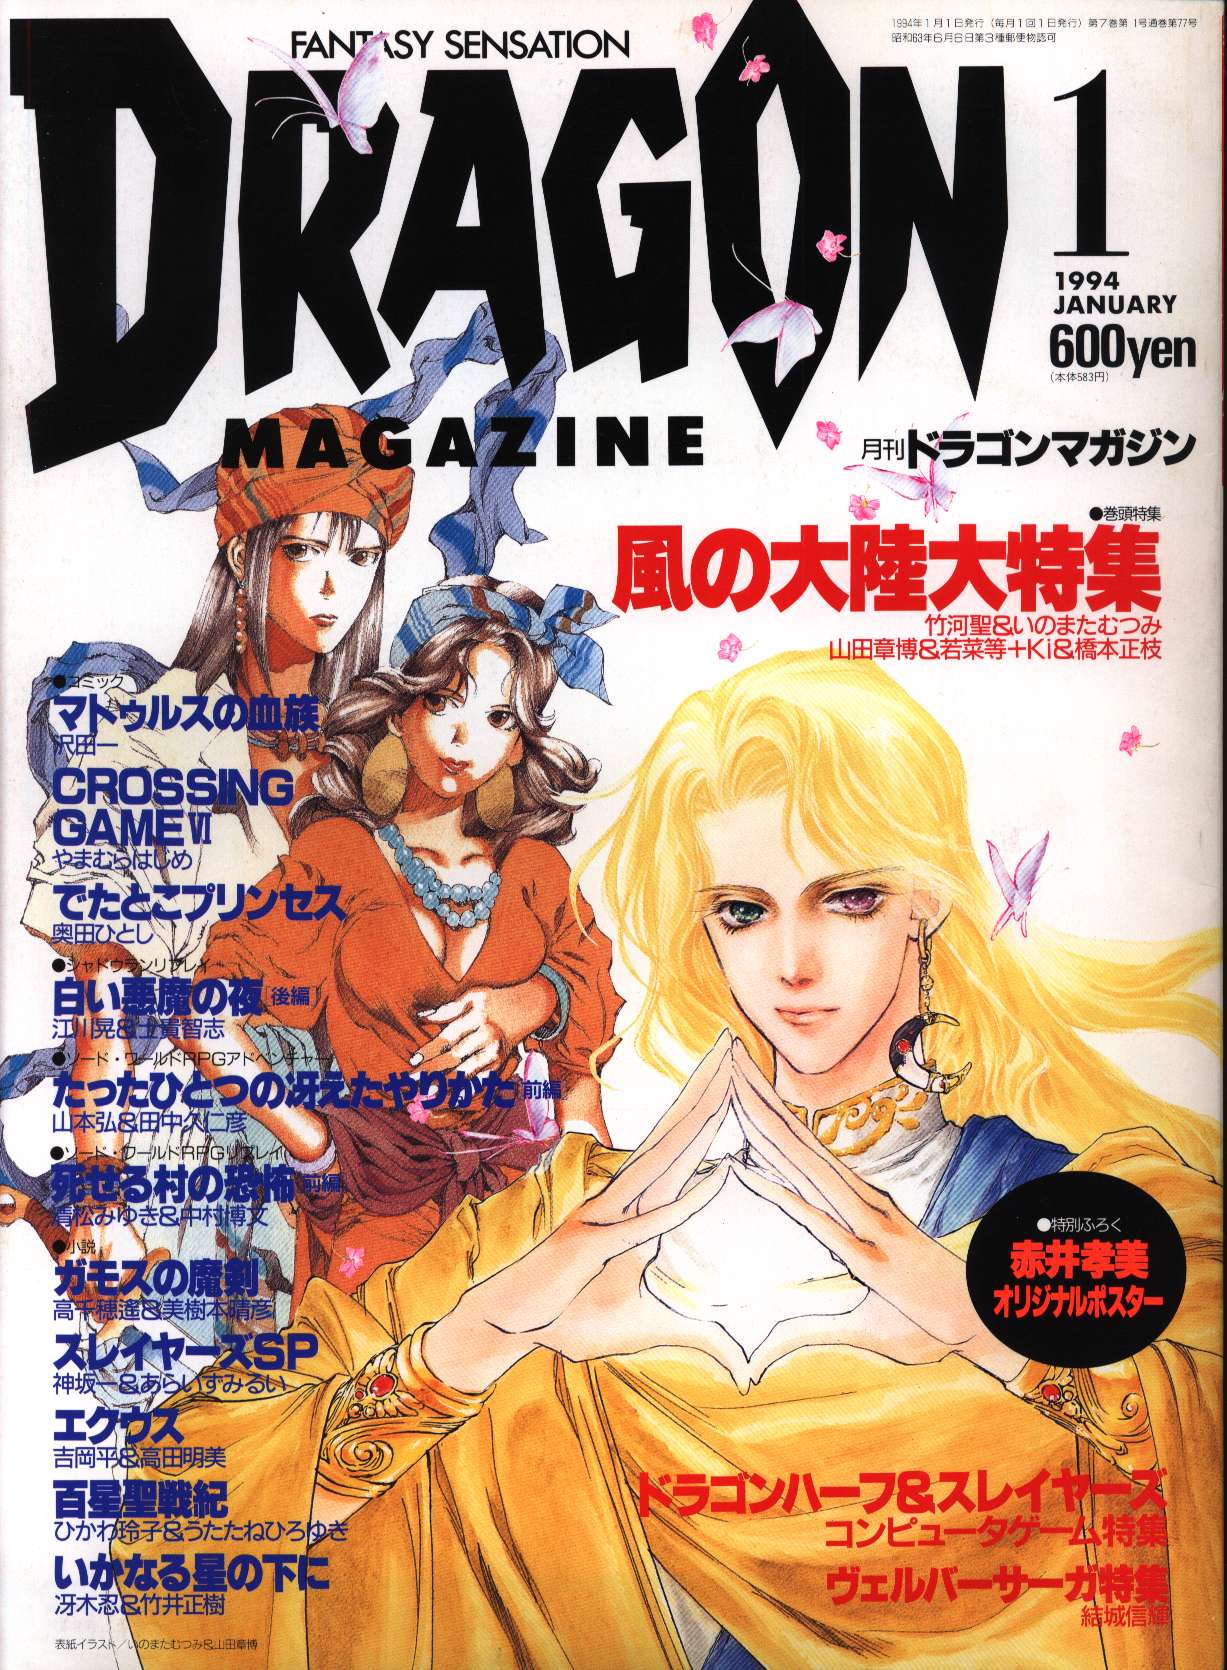 1994年1月1日発行（毎月1回1日発行）第7巻第1号通巻第77号
昭和63年6月6日第3種郵便物認可
FANTASY SENSATION
DRAGON
MAGAZINE
1
1994
JANUARY
600yen
(本体583円)
月刊ドラゴンマガジン
●巻頭特集
風の大陸大特集
竹河聖&いのまたむつみ
山田章博&若菜等+Ki&橋本正枝
●コミック
マトゥルスの血族
沢田一
CROSSING
GAME Ⅵ
やまむらはじめ
でたとこプリンセス
奥田ひとし
●シャドウランリプレイ
白い悪魔の夜[後編]
江川晃&士貴智志
●ソード・ワールドRPGアドベンチャー
たったひとつの冴えたやりかた[前編]
山本弘&田中久仁彦
●ソード・ワールドRPGリプレイ
死せる村の恐怖[前編]
清松みゆき&中村博文
●小説
ガモスの魔剣
高千穂遙&美樹本晴彦
スレイヤーズSP
神坂一&あらいずみるい
エクウス
吉岡平&高田明美
百星聖戦紀
ひかわ玲子&うたたねひろゆき
いかなる星の下に
冴木忍&竹井正樹
●特別ふろく
赤井孝美
オリジナルポスター
ドラゴンハーフ&スレイヤーズ
コンピュータゲーム特集
ヴェルバーサーガ特集
結城信輝
表紙イラスト／いのまたむつみ&山田章博